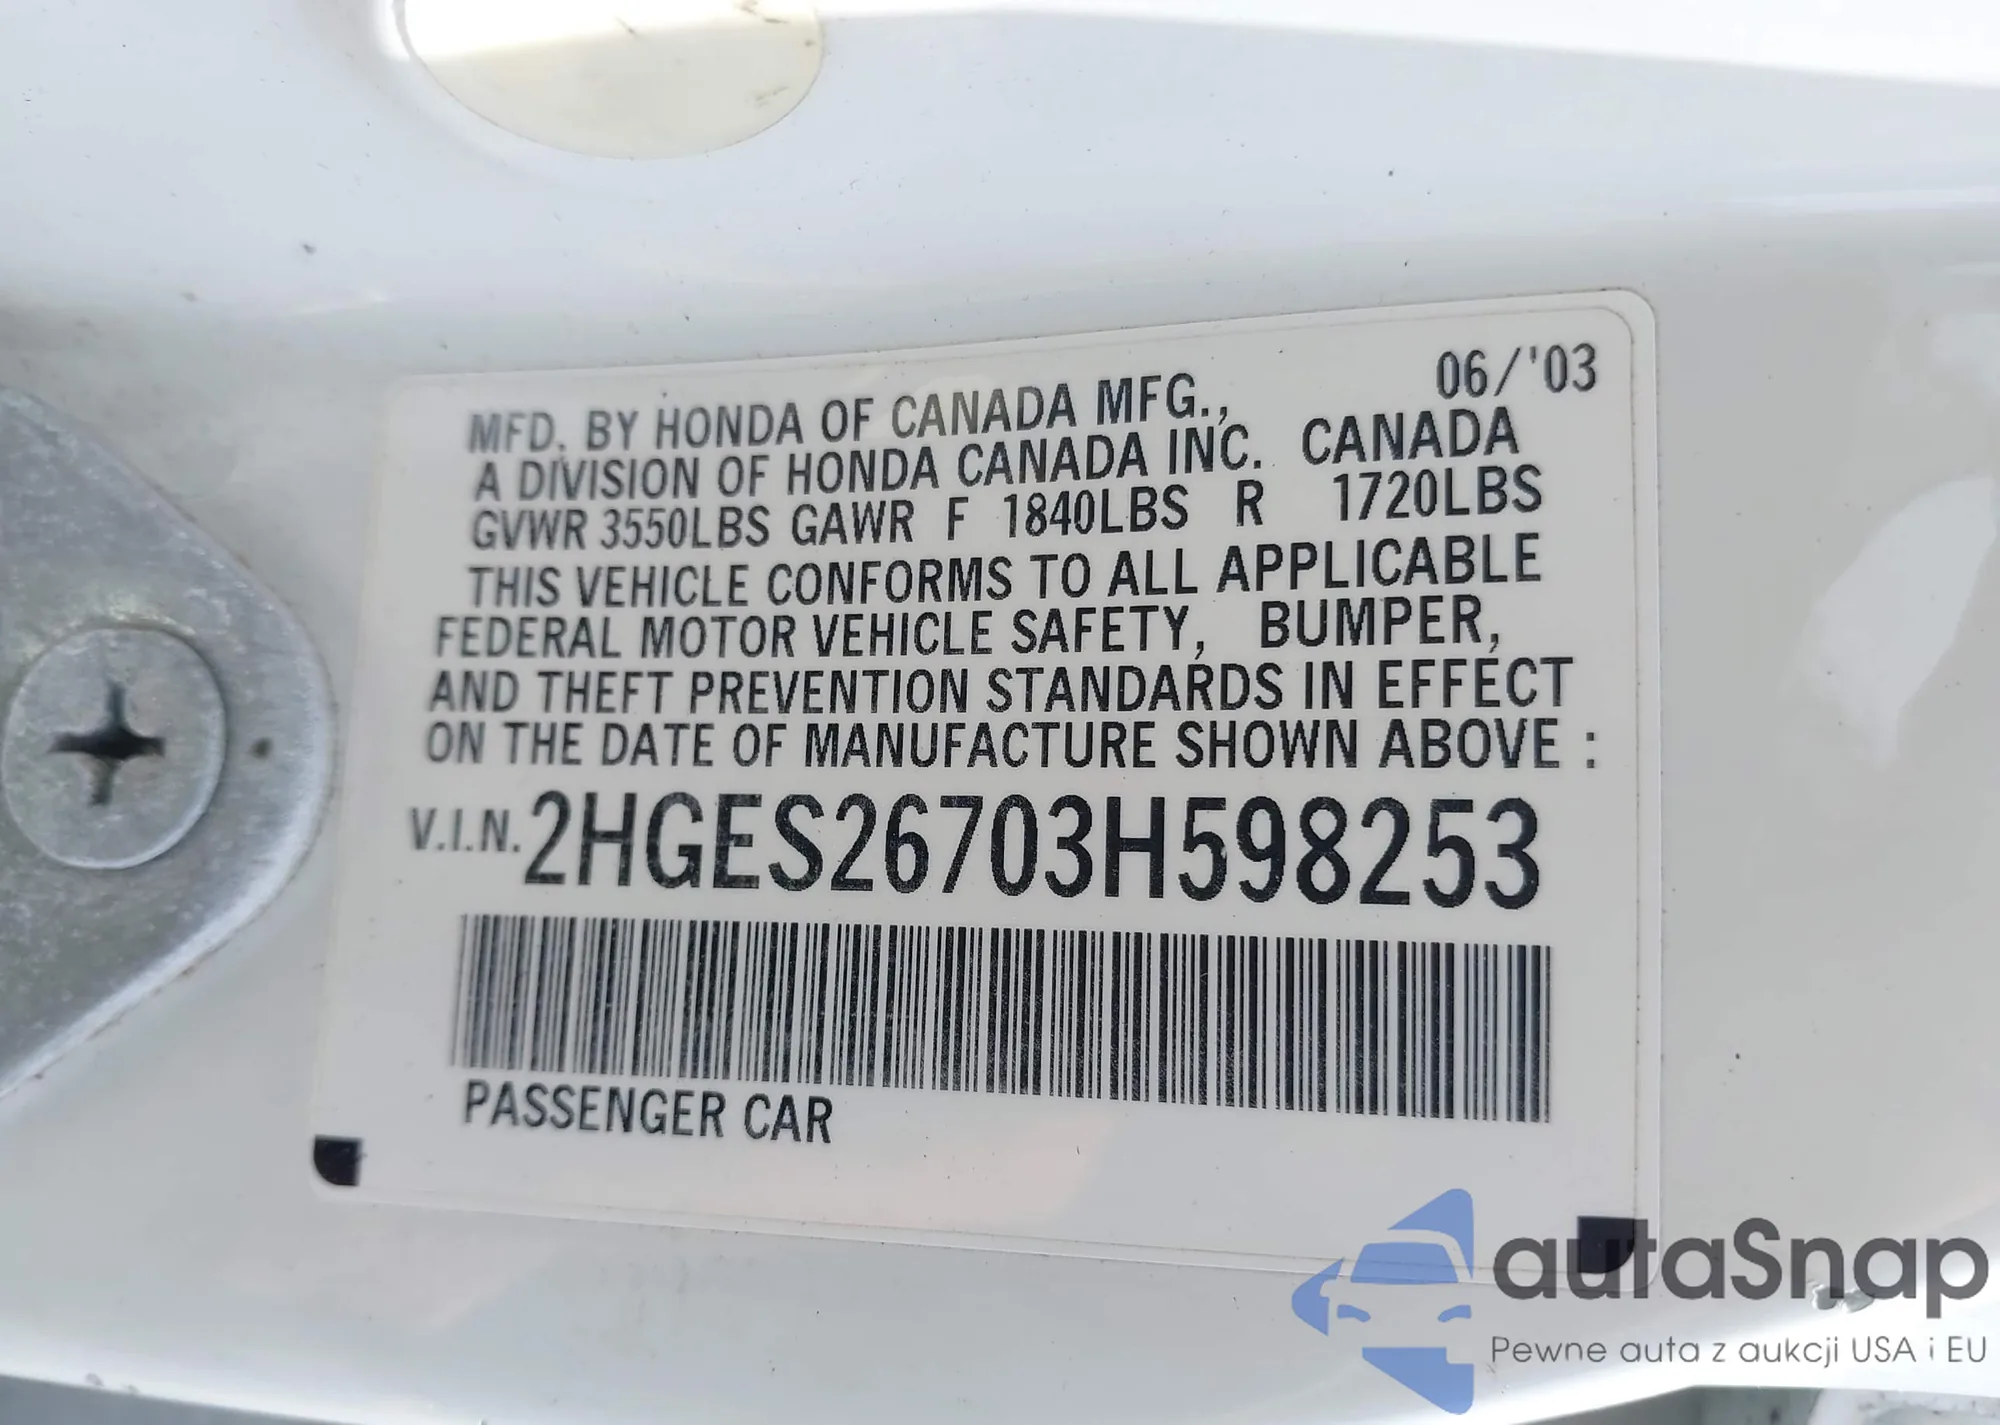 06/'03
MFD. BY HONDA OF CANADA MFG.,
A DIVISION OF HONDA CANADA INC. CANADA
GVWR 3550LBS GAWR F 1840LBS R 1720LBS
THIS VEHICLE CONFORMS TO ALL APPLICABLE
FEDERAL MOTOR VEHICLE SAFETY, BUMPER,
AND THEFT PREVENTION STANDARDS IN EFFECT
ON THE DATE OF MANUFACTURE SHOWN ABOVE :
V.I.N. 2HGES26703H598253
PASSENGER CAR
autaSnap
Pewne auta z aukcji USA i EU